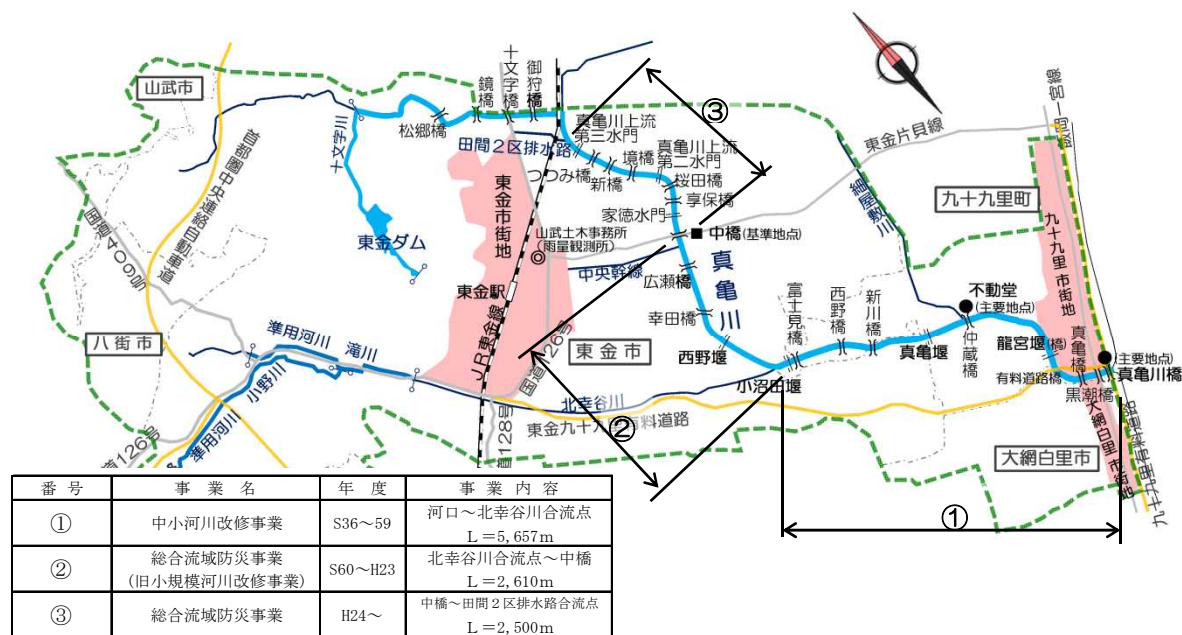 山武市
首都圏中央連絡自動車道
国道409号
八街市
国道126号
十文字川
松郷橋
鏡橋
十文字橋
御狩橋
田間2区排水路
真亀川上流
第三水門
つつみ橋
新橋
境橋
真亀川上流
第二水門
桜田橋
享保橋
家徳水門
③
東金片貝線
東金市街地
山武土木事務所
(雨量観測所)
中橋(基準地点)
東金ダム
中央幹線
広瀬橋
真亀川
東金駅
JR東金線
国道126号
幸田橋
東金市
西野堰
準用河川 滝川
準用河川 小野川
北幸谷川
小沼田堰
富士見橋
西野橋
新川橋
真亀堰
不動堂
(主要地点)
仲蔵橋
九十九里町
九十九里市街地
龍宮堰(橋)
真亀橋
(主要地点)
真亀川橋
有料道路橋
黒潮橋
大網白里市
大網白里市街地
九十九里有料道路
東金九十九里有料道路
②
①
番号 事業名 年度 事業内容
① 中小河川改修事業 S36~59 河口~北幸谷川合流点
L=5,657m
② 総合流域防災事業
(旧小規模河川改修事業) S60~H23 北幸谷川合流点~中橋
L=2,610m
③ 総合流域防災事業 H24~ 中橋~田間2区排水路合流点
L=2,500m